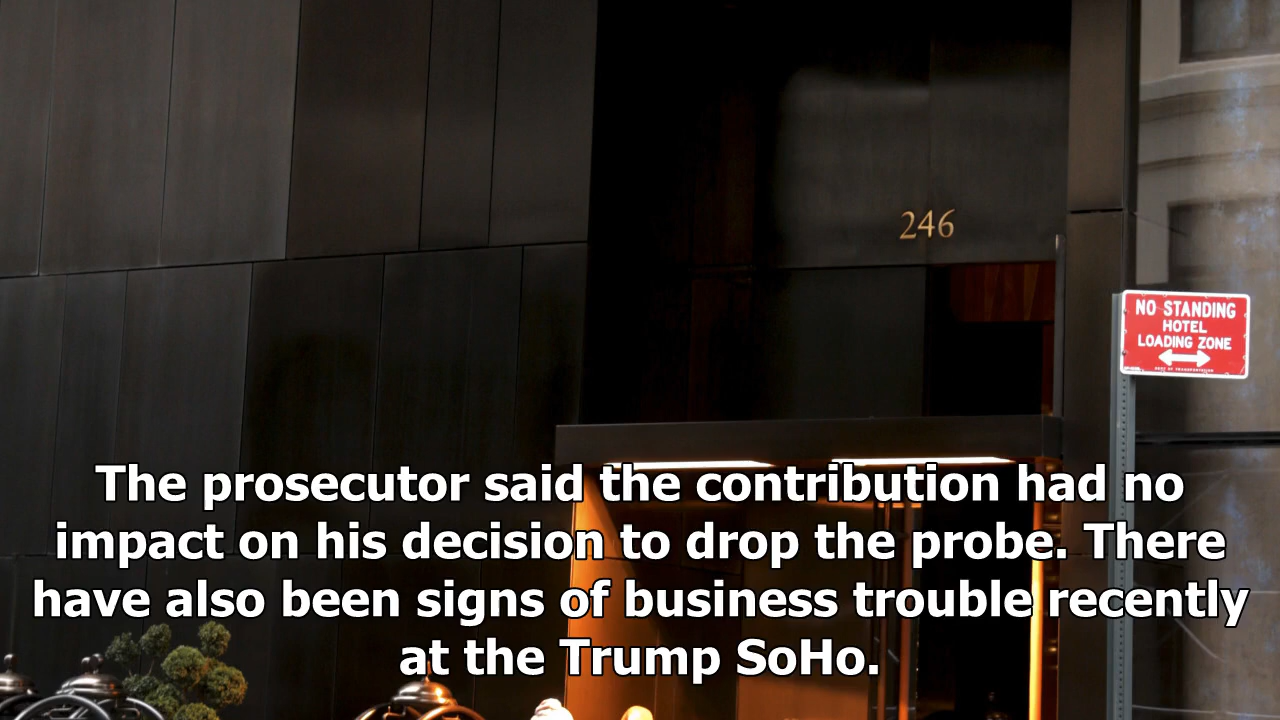 246
NO STANDING
HOTEL
LOADING ZONE
The prosecutor said the contribution had no
impact on his decision to drop the probe. There
have also been signs of business trouble recently
at the Trump SoHo.